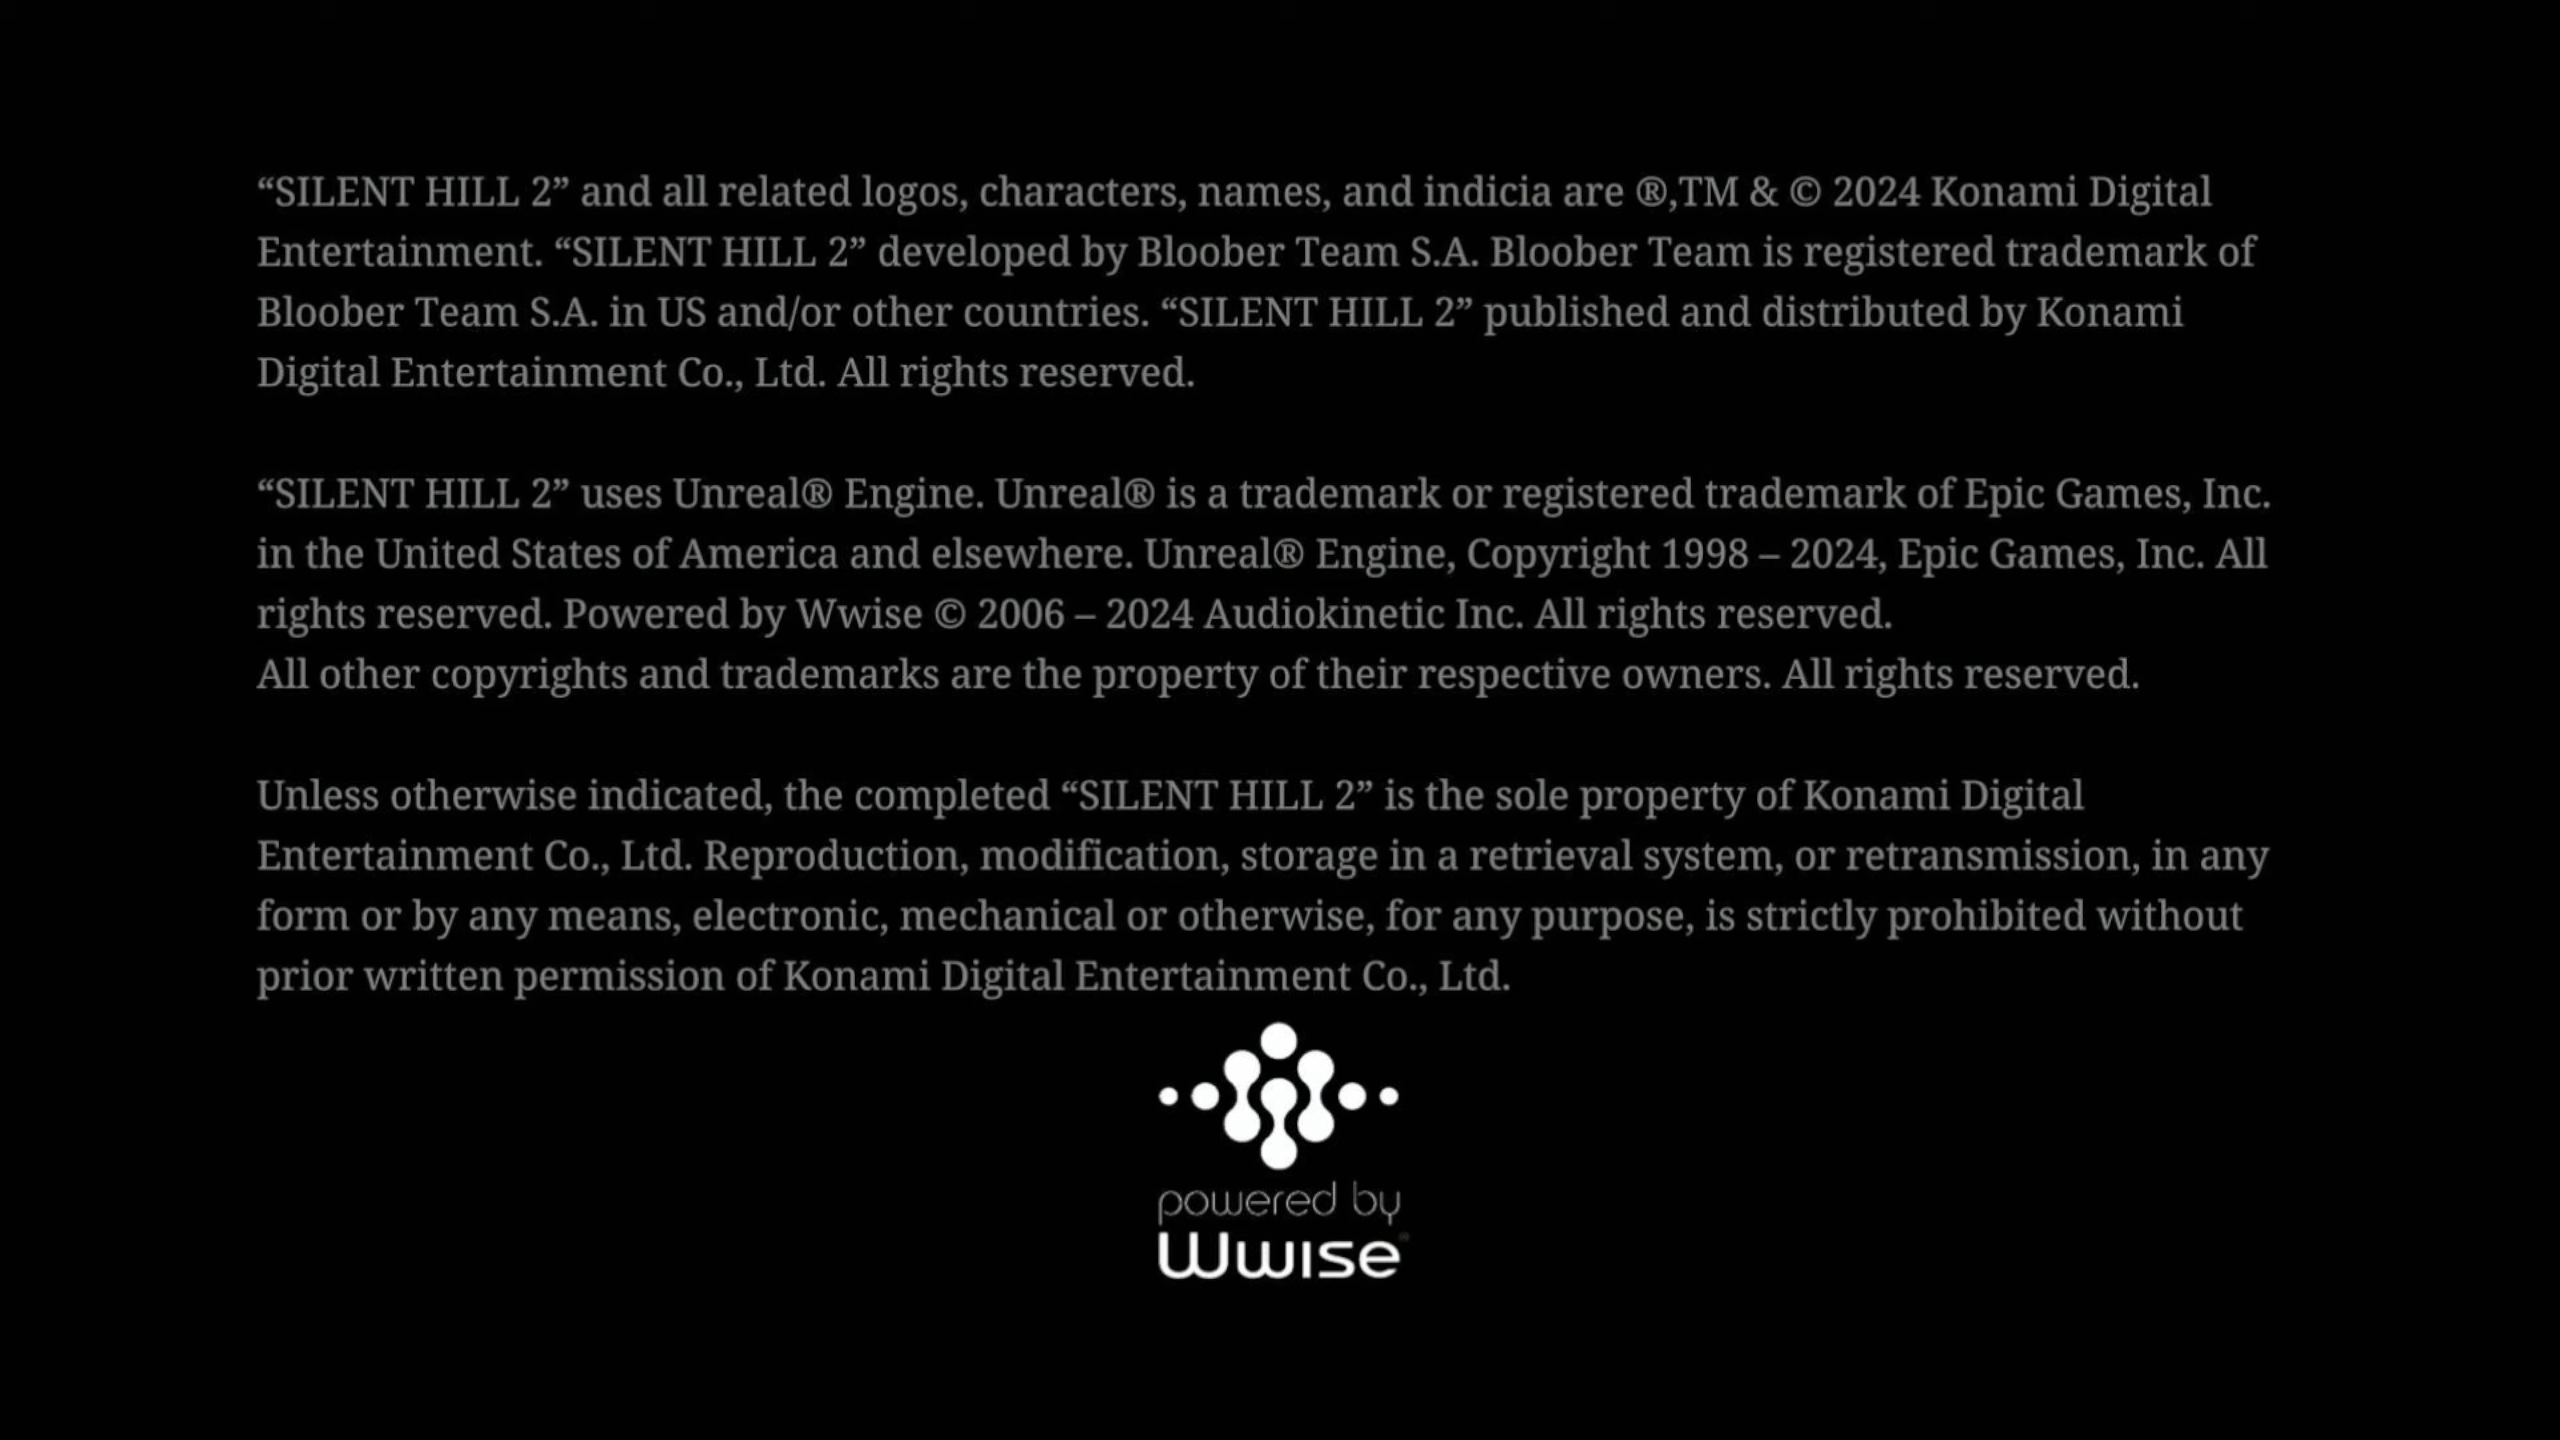 “SILENT HILL 2” and all related logos, characters, names, and indicia are ®,TM & © 2024 Konami Digital
Entertainment. “SILENT HILL 2” developed by Bloober Team S.A. Bloober Team is registered trademark of
Bloober Team S.A. in US and/or other countries. “SILENT HILL 2” published and distributed by Konami
Digital Entertainment Co., Ltd. All rights reserved.
“SILENT HILL 2” uses Unreal® Engine. Unreal® is a trademark or registered trademark of Epic Games, Inc.
in the United States of America and elsewhere. Unreal® Engine, Copyright 1998 – 2024, Epic Games, Inc. All
rights reserved. Powered by Wwise © 2006 – 2024 Audiokinetic Inc. All rights reserved.
All other copyrights and trademarks are the property of their respective owners. All rights reserved.
Unless otherwise indicated, the completed “SILENT HILL 2” is the sole property of Konami Digital
Entertainment Co., Ltd. Reproduction, modification, storage in a retrieval system, or retransmission, in any
form or by any means, electronic, mechanical or otherwise, for any purpose, is strictly prohibited without
prior written permission of Konami Digital Entertainment Co., Ltd.
powered by
Wwise®